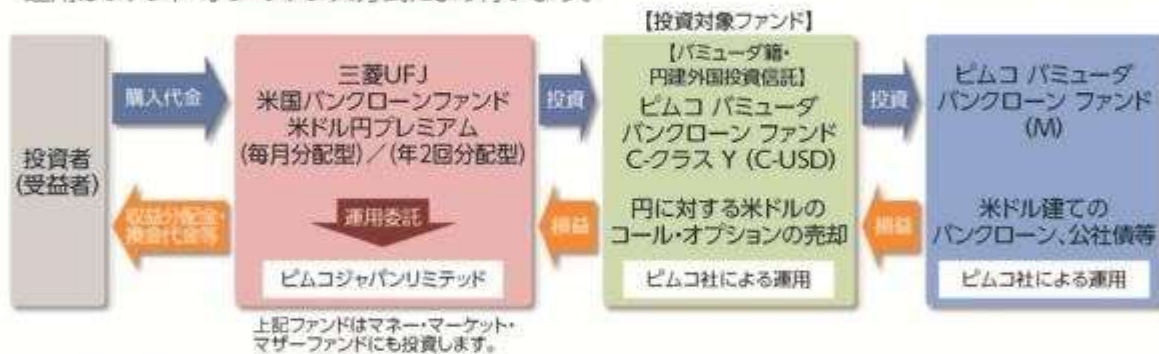 【投資対象ファンド】
投資者
(受益者)
購入代金
収益分配金・
換金代金等
三菱UFJ
米国バンクローンファンド
米ドル円プレミアム
(毎月分配型)/(年2回分配型)
運用委託
ピムコジャパンリミテッド
上記ファンドはマネー・マーケット・
マザーファンドにも投資します。
投資
損益
【バミューダ籍・
円建外国投資信託】
ピムコ バミューダ
バンクローン ファンド
C-クラス Y (C-USD)
円に対する米ドルの
コール・オプションの売却
ピムコ社による運用
投資
損益
ピムコ バミューダ
バンクローン ファンド
(M)
米ドル建ての
バンクローン、公社債等
ピムコ社による運用